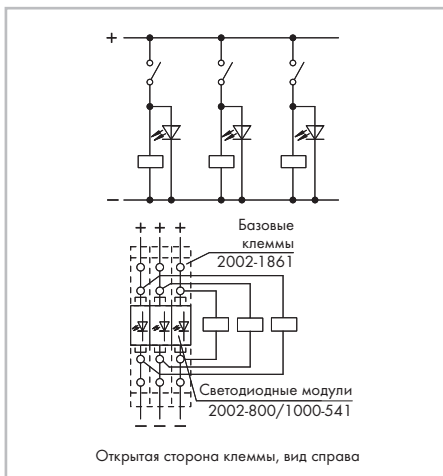 +
−
+ + +
Базовые
клеммы
2002-1861
Светодиодные модули
2002-800/1000-541
− − −
Открытая сторона клеммы, вид справа